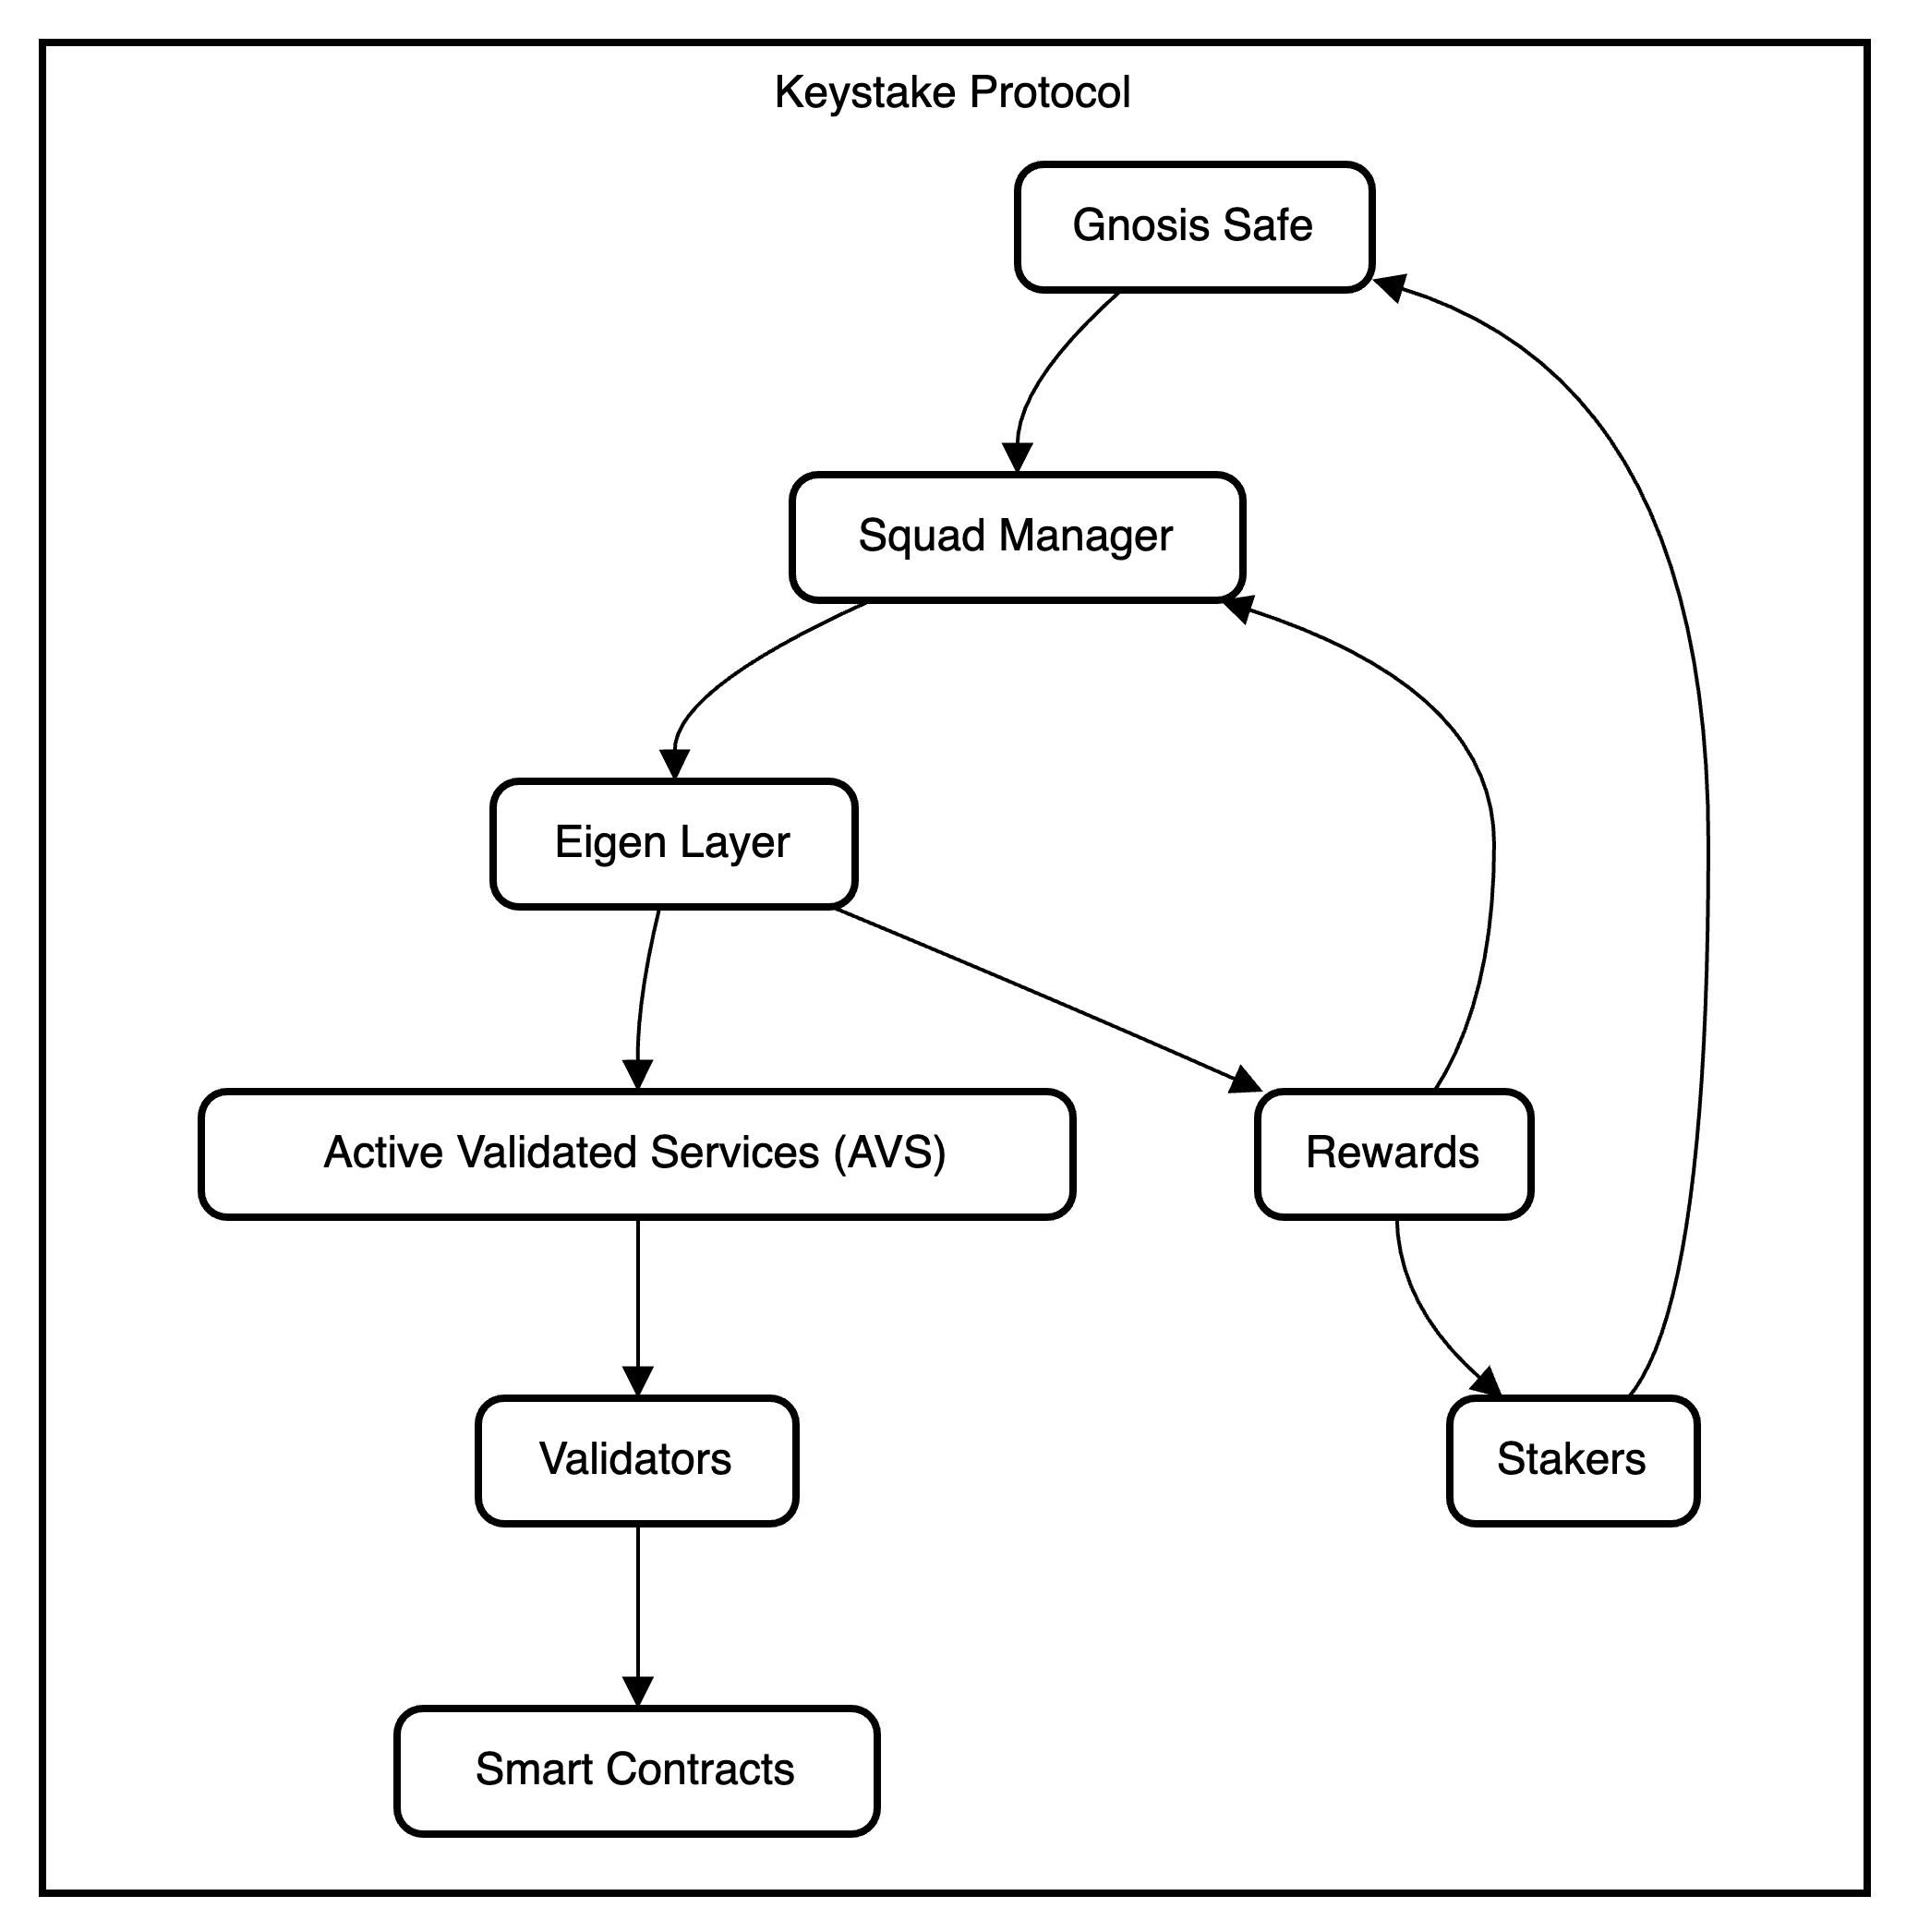 Keystake Protocol
Gnosis Safe
Squad Manager
Eigen Layer
Active Validated Services (AVS)
Rewards
Validators
Stakers
Smart Contracts